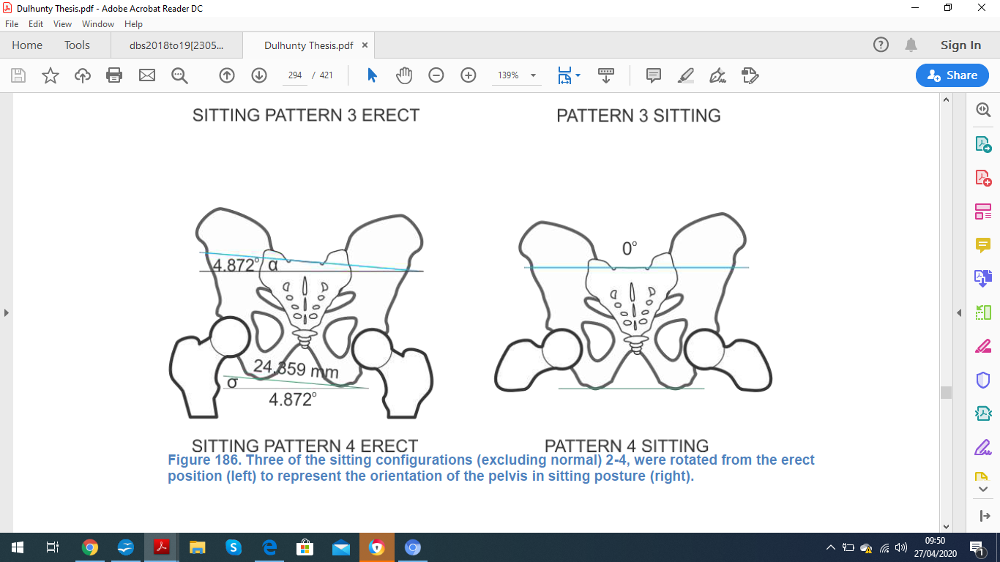 Dulhunty Thesis.pdf - Adobe Acrobat Reader DC
File Edit View Window Help
Home Tools dbs2018to19[2305... Dulhunty Thesis.pdf ×
Sign In
294 / 421 139% Share
SITTING PATTERN 3 ERECT PATTERN 3 SITTING
0°
4.872° α
24.359 mm
σ
4.872°
SITTING PATTERN 4 ERECT PATTERN 4 SITTING
Figure 186. Three of the sitting configurations (excluding normal) 2-4, were rotated from the erect
position (left) to represent the orientation of the pelvis in sitting posture (right).
09:50
27/04/2020
1